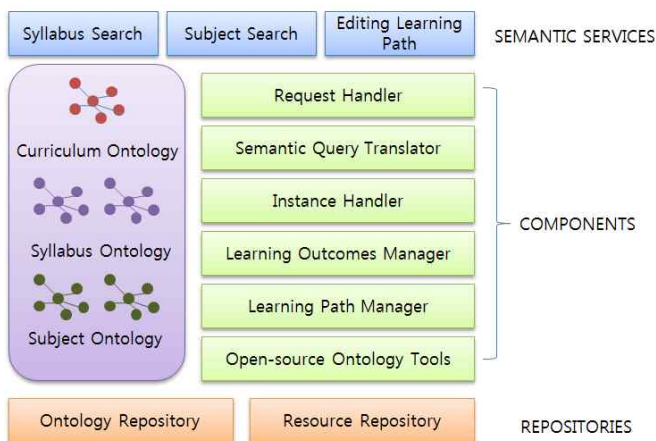 Syllabus Search
Subject Search
Editing Learning
Path
SEMANTIC SERVICES
Curriculum Ontology
Syllabus Ontology
Subject Ontology
Request Handler
Semantic Query Translator
Instance Handler
Learning Outcomes Manager
Learning Path Manager
Open-source Ontology Tools
COMPONENTS
Ontology Repository
Resource Repository
REPOSITORIES